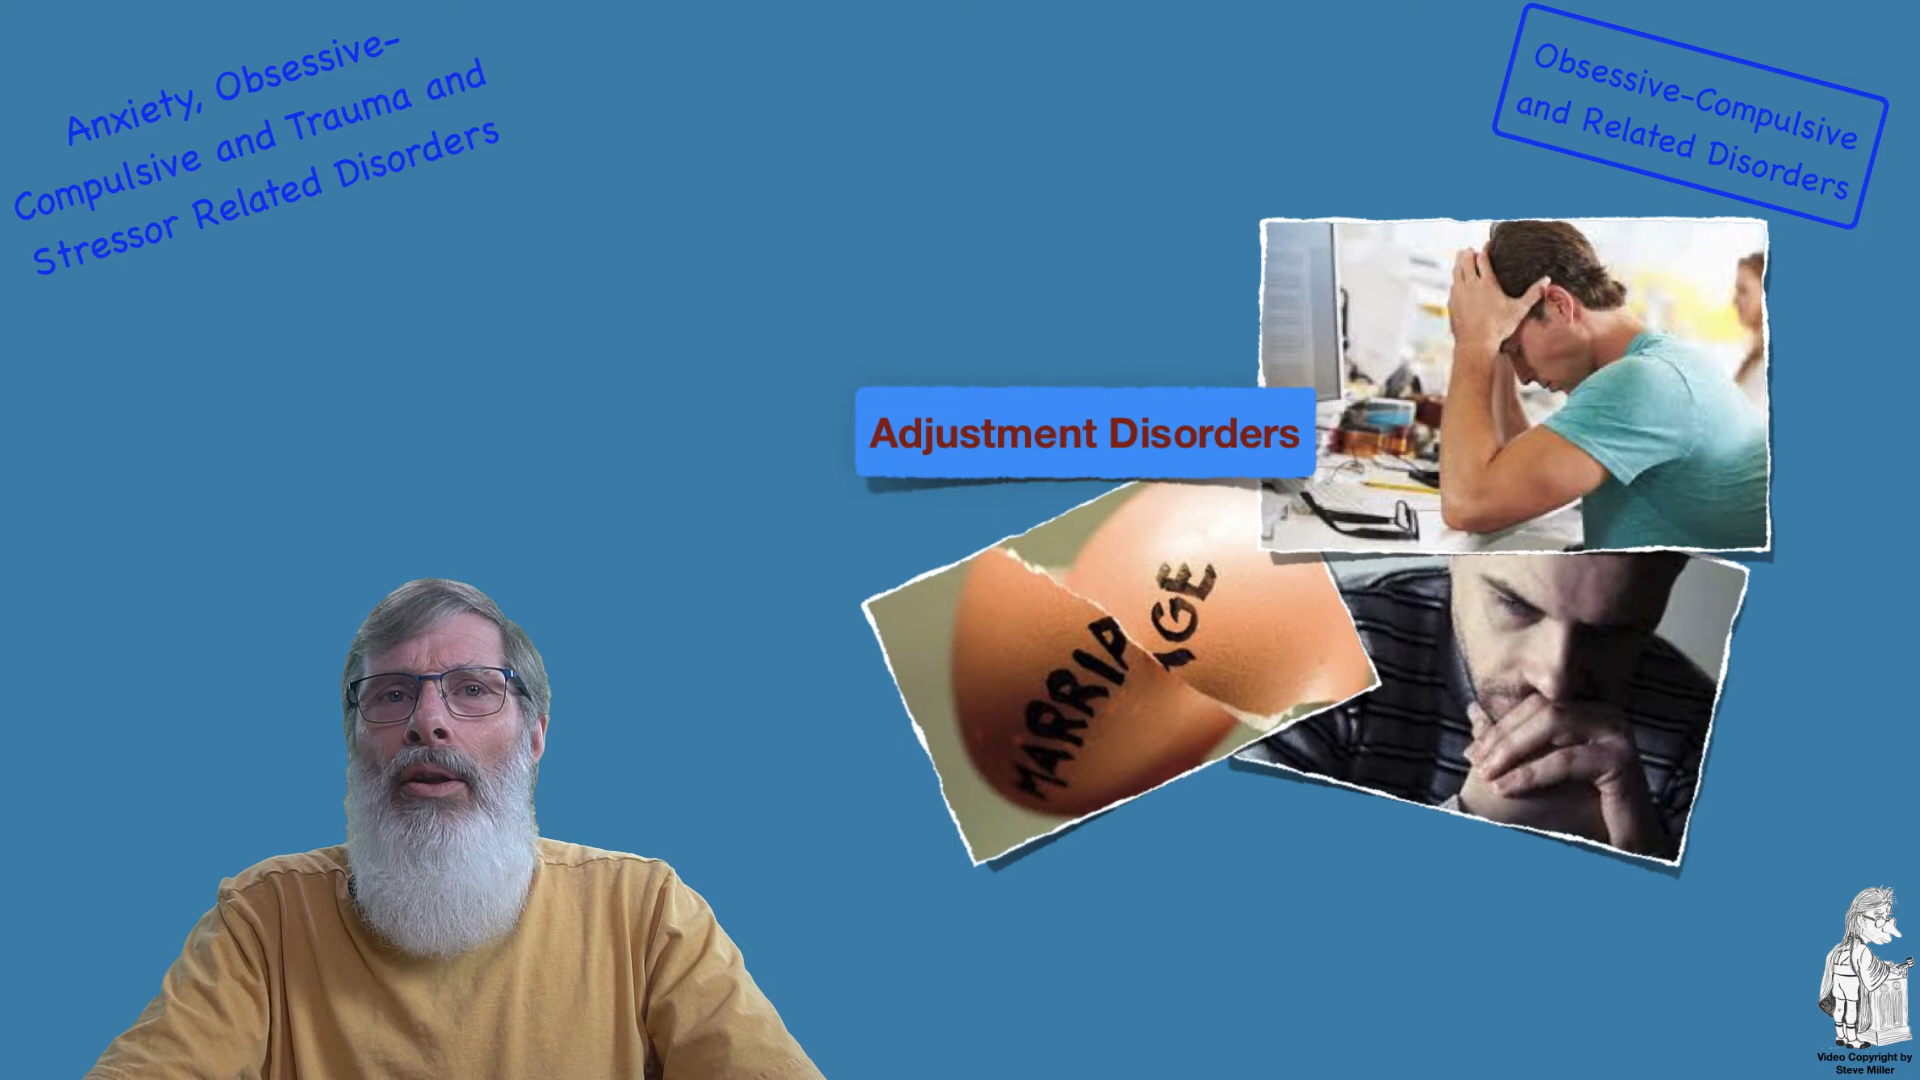 Anxiety, Obsessive-
Compulsive and Trauma and
Stressor Related Disorders
Obsessive-Compulsive
and Related Disorders
Adjustment Disorders
MARRIAGE
Video Copyright by
Steve Miller